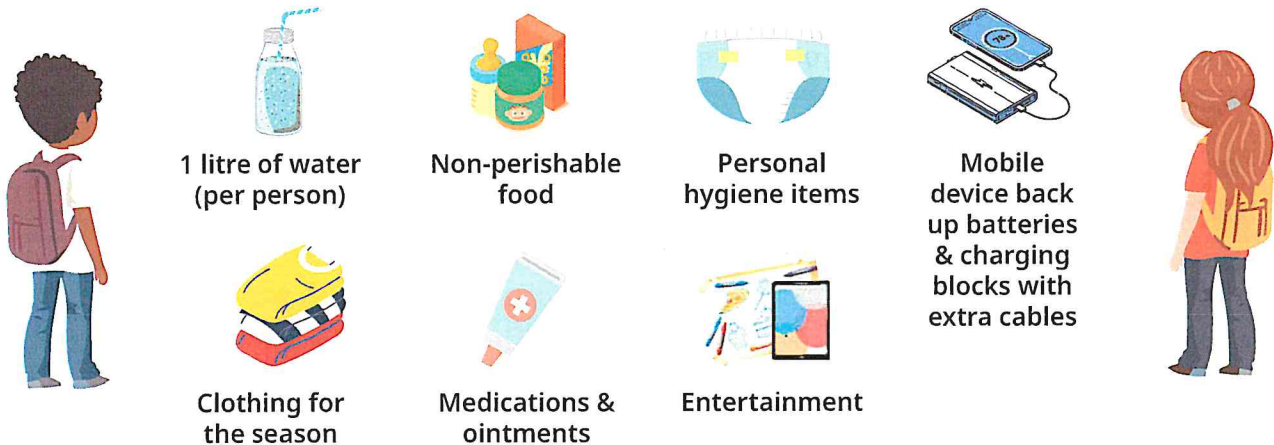 1 litre of water
(per person)
Non-perishable
food
Personal
hygiene items
Mobile
device back
up batteries
& charging
blocks with
extra cables
Clothing for
the season
Medications &
ointments
Entertainment